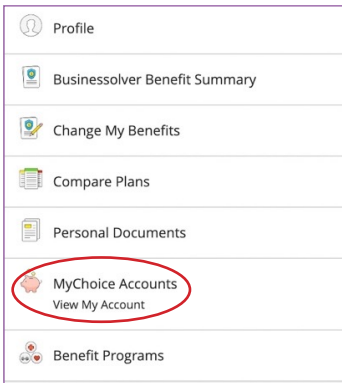 Profile
Businessolver Benefit Summary
Change My Benefits
Compare Plans
Personal Documents
MyChoice Accounts
View My Account
Benefit Programs